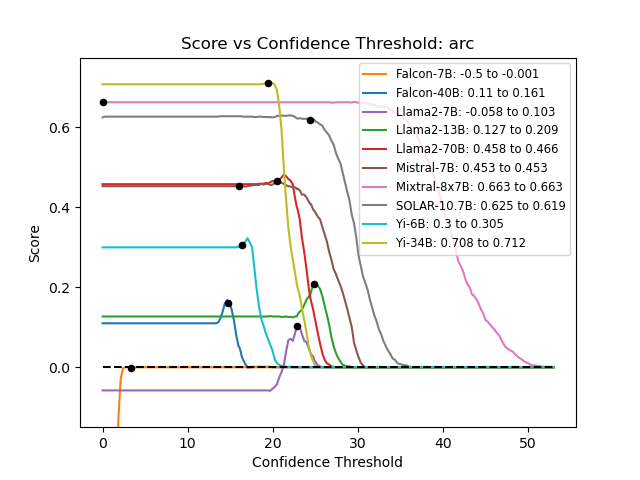 Score vs Confidence Threshold: arc
Falcon-7B: -0.5 to -0.001
Falcon-40B: 0.11 to 0.161
Llama2-7B: -0.058 to 0.103
Llama2-13B: 0.127 to 0.209
Llama2-70B: 0.458 to 0.466
Mistral-7B: 0.453 to 0.453
Mixtral-8x7B: 0.663 to 0.663
SOLAR-10.7B: 0.625 to 0.619
Yi-6B: 0.3 to 0.305
Yi-34B: 0.708 to 0.712
Score
0.6
0.4
0.2
0.0
0 10 20 30 40 50
Confidence Threshold